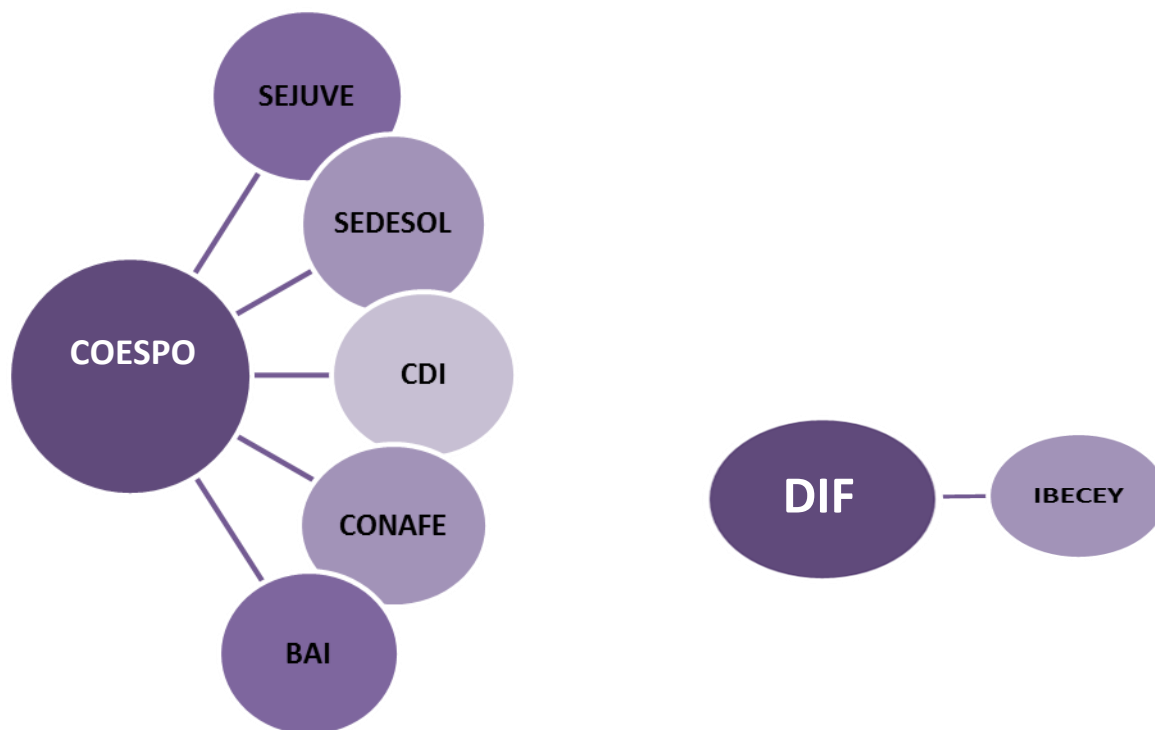 SEJUVE
SEDESOL
COESPO
CDI
CONAFE
BAI
DIF
IBECEY